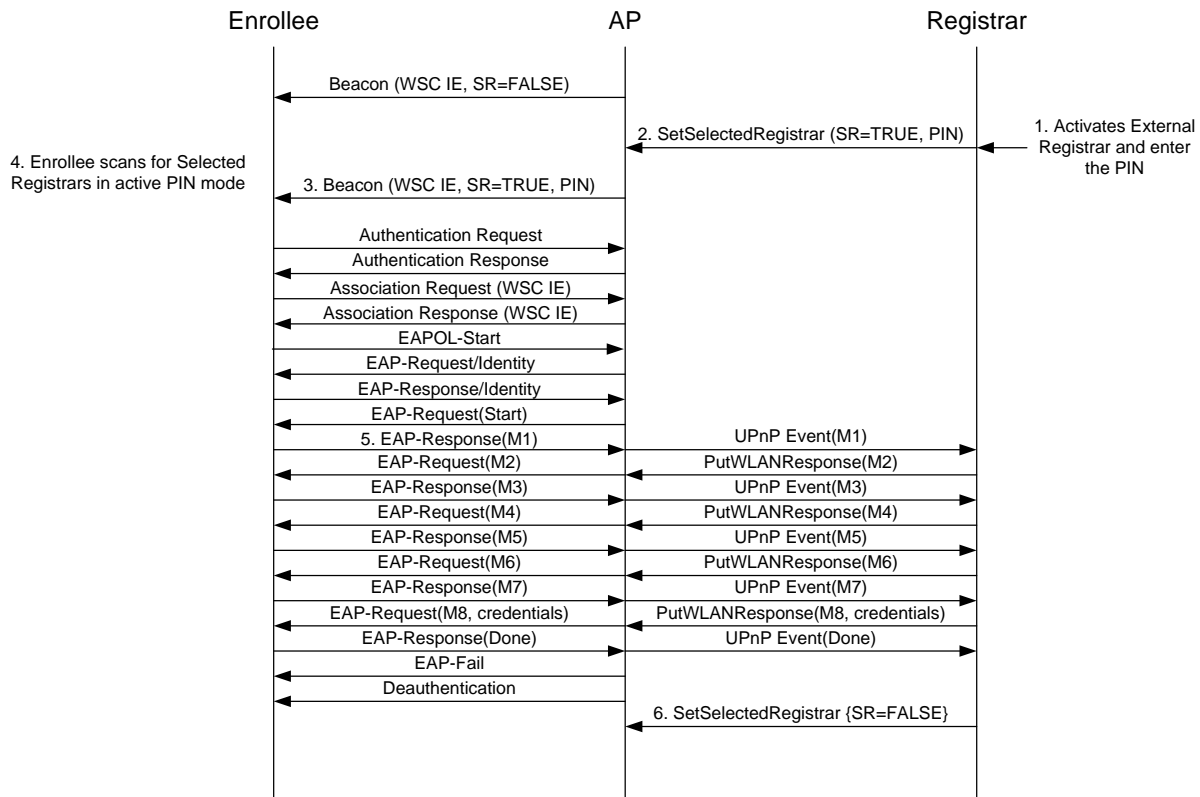 Enrollee
AP
Registrar
Beacon (WSC IE, SR=FALSE)
2. SetSelectedRegistrar (SR=TRUE, PIN)
1. Activates External
Registrar and enter
the PIN
4. Enrollee scans for Selected
Registrars in active PIN mode
3. Beacon (WSC IE, SR=TRUE, PIN)
Authentication Request
Authentication Response
Association Request (WSC IE)
Association Response (WSC IE)
EAPOL-Start
EAP-Request/Identity
EAP-Response/Identity
EAP-Request(Start)
5. EAP-Response(M1)
UPnP Event(M1)
EAP-Request(M2)
PutWLANResponse(M2)
EAP-Response(M3)
UPnP Event(M3)
EAP-Request(M4)
PutWLANResponse(M4)
EAP-Response(M5)
UPnP Event(M5)
EAP-Request(M6)
PutWLANResponse(M6)
EAP-Response(M7)
UPnP Event(M7)
EAP-Request(M8, credentials)
PutWLANResponse(M8, credentials)
EAP-Response(Done)
UPnP Event(Done)
EAP-Fail
Deauthentication
6. SetSelectedRegistrar {SR=FALSE}